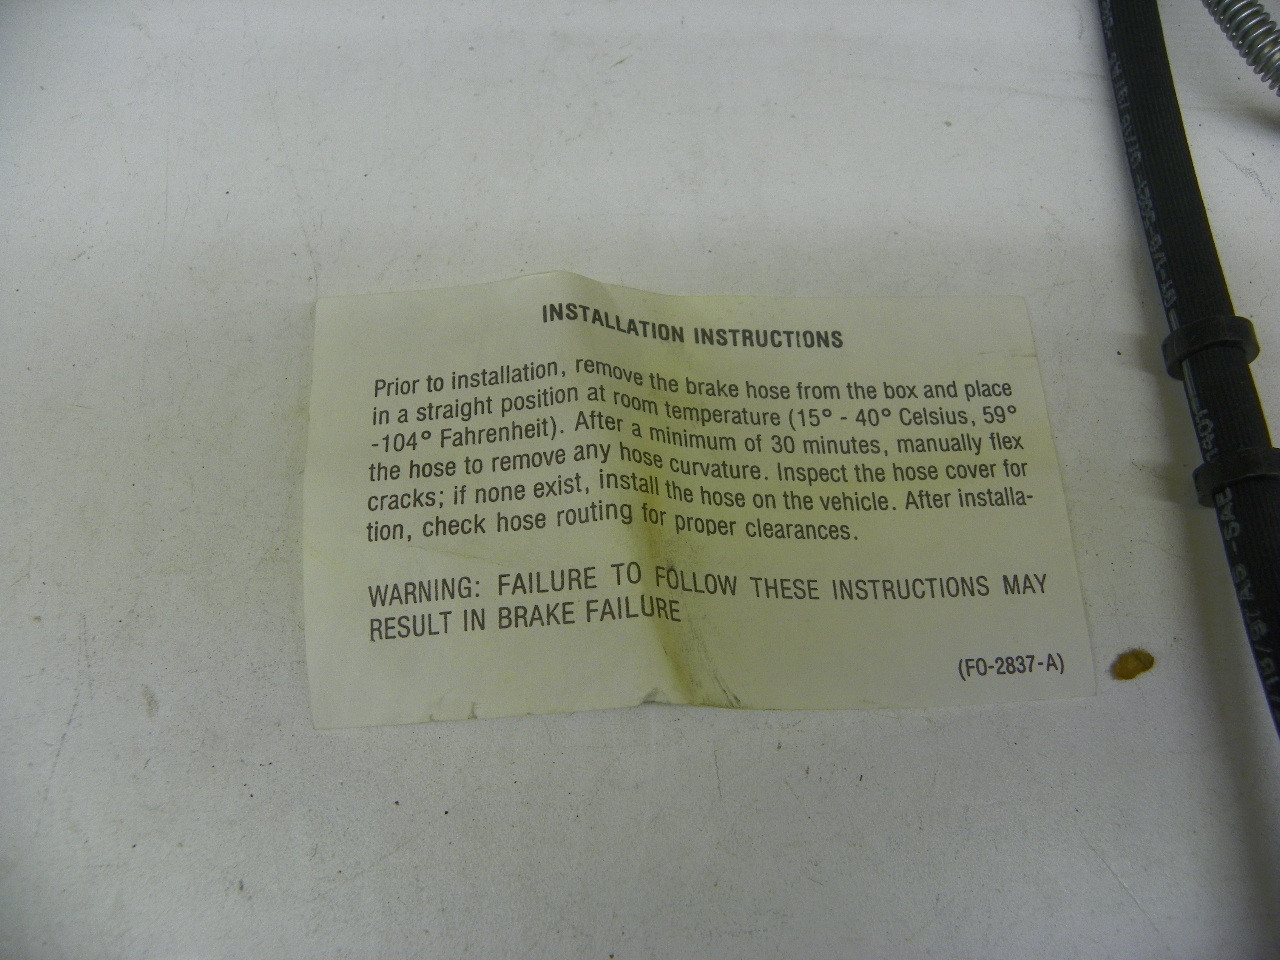 INSTALLATION INSTRUCTIONS
Prior to installation, remove the brake hose from the box and place
in a straight position at room temperature (15° - 40° Celsius, 59°
-104° Fahrenheit). After a minimum of 30 minutes, manually flex
the hose to remove any hose curvature. Inspect the hose cover for
cracks; if none exist, install the hose on the vehicle. After installa-
tion, check hose routing for proper clearances.
WARNING: FAILURE TO FOLLOW THESE INSTRUCTIONS MAY
RESULT IN BRAKE FAILURE
(FO-2837-A)
SAE